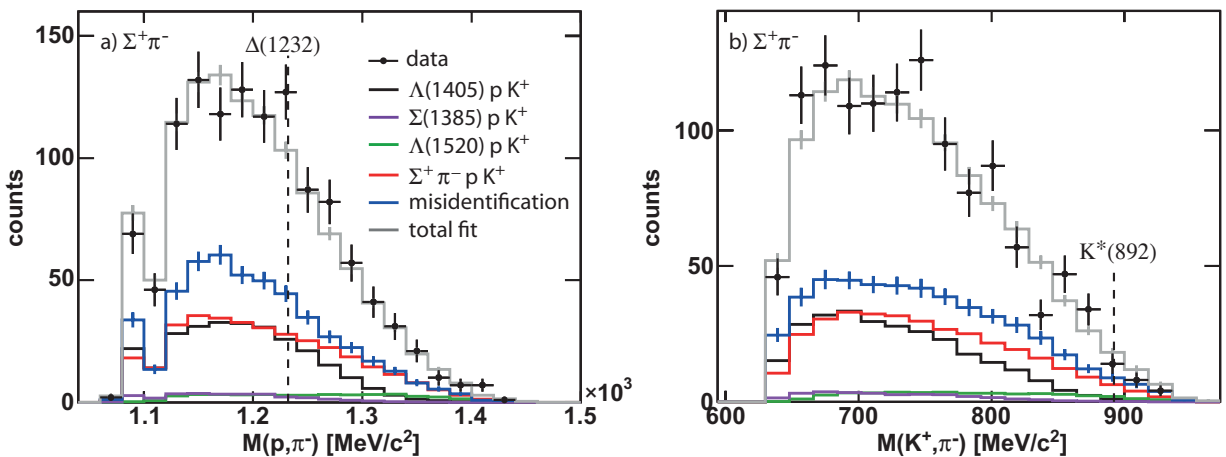 a) Σ⁺π⁻
Δ(1232)
data
Λ(1405) p K⁺
Σ(1385) p K⁺
Λ(1520) p K⁺
Σ⁺ π⁻ p K⁺
misidentification
total fit
counts
150
100
50
0
1.1
1.2
1.3
1.4
1.5
×10³
M(p,π⁻) [MeV/c²]
b) Σ⁺π⁻
K*(892)
counts
100
50
0
600
700
800
900
M(K⁺,π⁻) [MeV/c²]